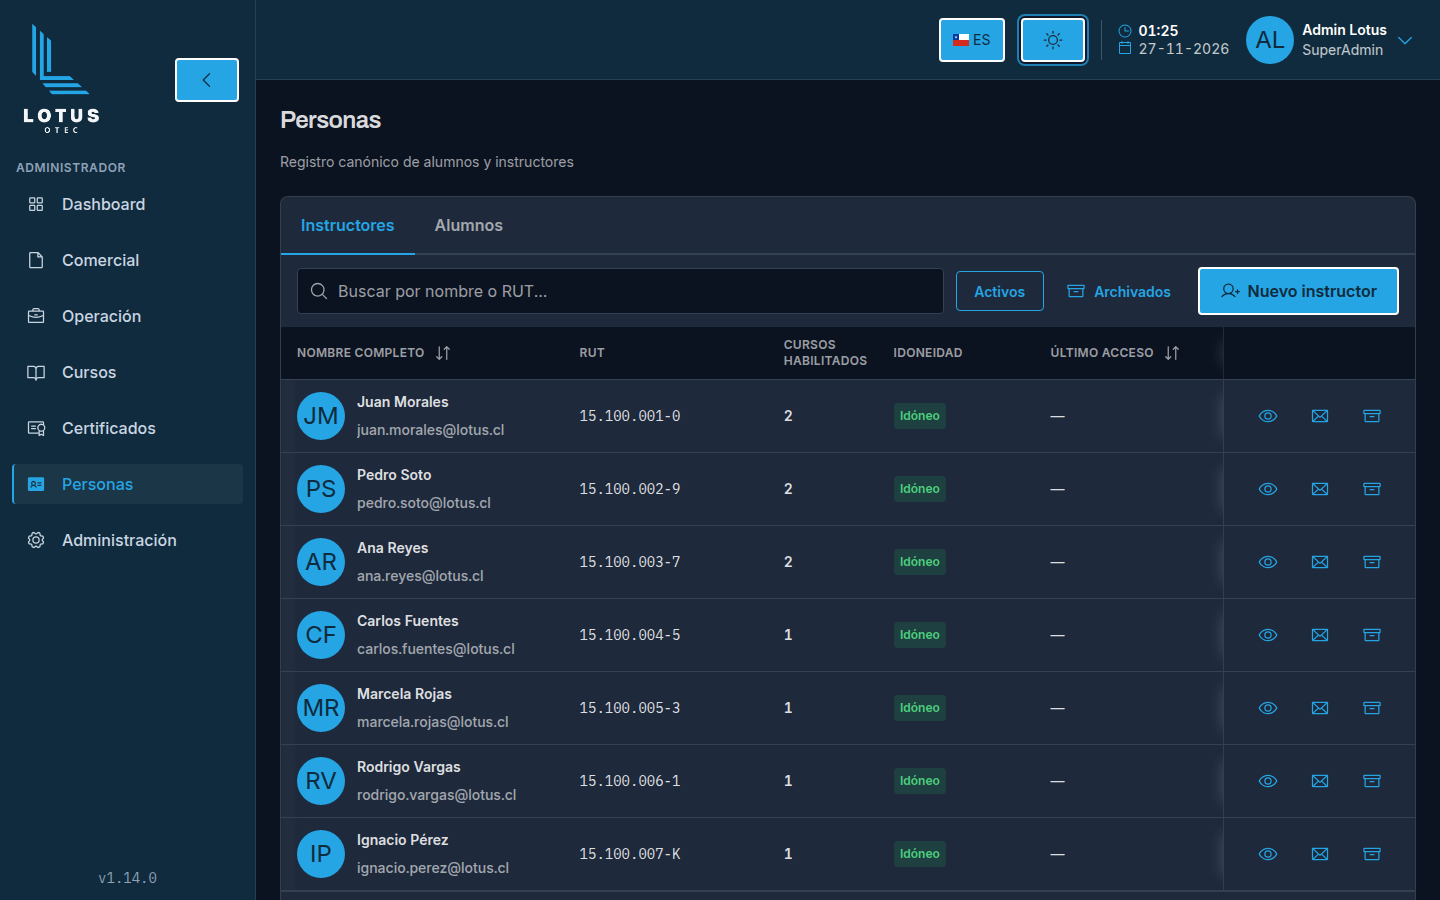 LOTUS
OTEC
ES
01:25
27-11-2026
AL
Admin Lotus
SuperAdmin
ADMINISTRADOR
Dashboard
Comercial
Operación
Cursos
Certificados
Personas
Administración
v1.14.0
Personas
Registro canónico de alumnos y instructores
Instructores
Alumnos
Buscar por nombre o RUT...
Activos
Archivados
Nuevo instructor
NOMBRE COMPLETO
RUT
CURSOS HABILITADOS
IDONEIDAD
ÚLTIMO ACCESO
JM
Juan Morales
juan.morales@lotus.cl
15.100.001-0
2
Idóneo
—
PS
Pedro Soto
pedro.soto@lotus.cl
15.100.002-9
2
Idóneo
—
AR
Ana Reyes
ana.reyes@lotus.cl
15.100.003-7
2
Idóneo
—
CF
Carlos Fuentes
carlos.fuentes@lotus.cl
15.100.004-5
1
Idóneo
—
MR
Marcela Rojas
marcela.rojas@lotus.cl
15.100.005-3
1
Idóneo
—
RV
Rodrigo Vargas
rodrigo.vargas@lotus.cl
15.100.006-1
1
Idóneo
—
IP
Ignacio Pérez
ignacio.perez@lotus.cl
15.100.007-K
1
Idóneo
—